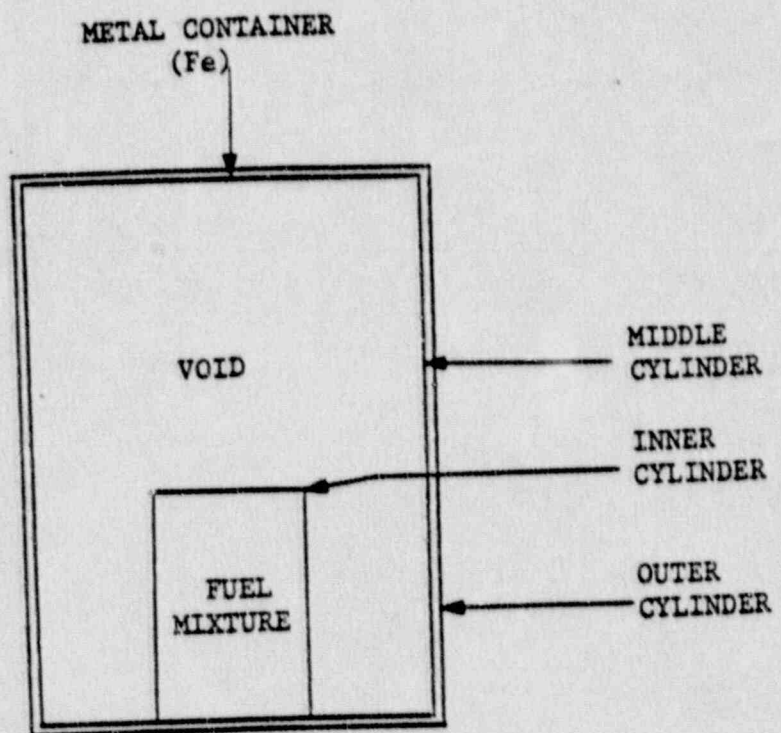 METAL CONTAINER
(Fe)
VOID
MIDDLE
CYLINDER
INNER
CYLINDER
FUEL
MIXTURE
OUTER
CYLINDER